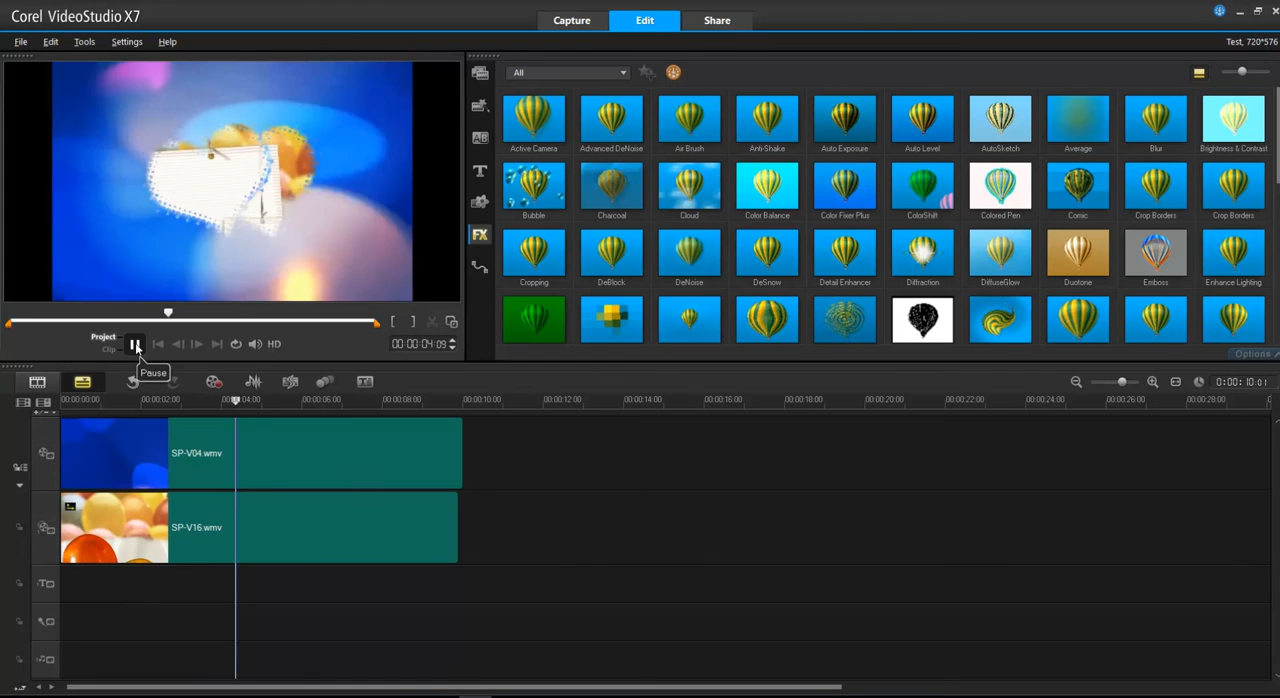 Corel VideoStudio X7
Capture Edit Share
File Edit Tools Settings Help
Test, 720*576
All
Active Camera Advanced DeNoise Air Brush Anti-Shake Auto Exposure Auto Level AutoSketch Average Blur Brightness & Contrast
Bubble Charcoal Cloud Color Balance Color Fixer Plus ColorShift Colored Pen Comic Crop Borders Crop Borders
Cropping DeBlock DeNoise DeSnow Detail Enhancer Diffraction DiffuseGlow Duotone Emboss Enhance Lighting
AB
T
FX
Project
Clip
HD
00:00:04:09
Options
Pause
0:00:10:01
00:00:00:00 00:00:02:00 00:00:04:00 00:00:06:00 00:00:08:00 00:00:10:00 00:00:12:00 00:00:14:00 00:00:16:00 00:00:18:00 00:00:20:00 00:00:22:00 00:00:24:00 00:00:26:00 00:00:28:00
SP-V04.wmv
SP-V16.wmv